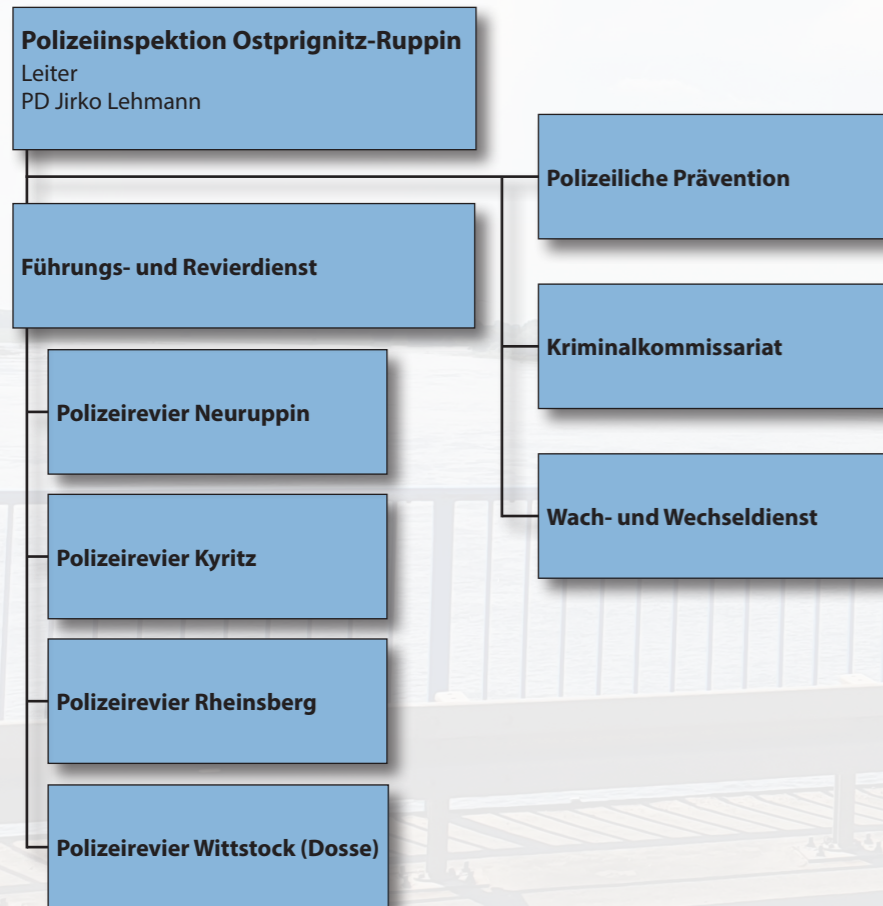 Polizeiinspektion Ostprignitz-Ruppin
Leiter
PD Jirko Lehmann
Führungs- und Revierdienst
Polizeirevier Neuruppin
Polizeirevier Kyritz
Polizeirevier Rheinsberg
Polizeirevier Wittstock (Dosse)
Polizeiliche Prävention
Kriminalkommissariat
Wach- und Wechseldienst